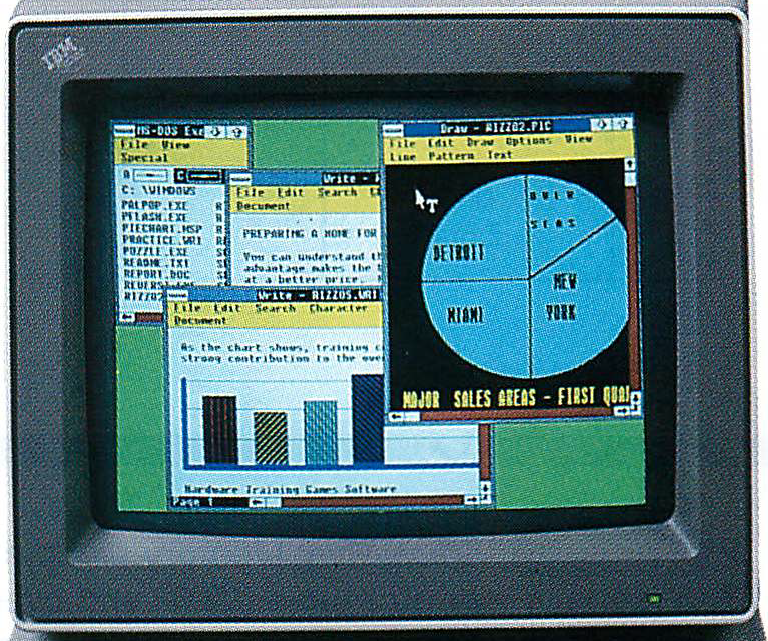 IBM
MS-DOS Exe
File View
Special
A C
C: \WINDOWS
PALPOP.EXE
PFLASH.EXE
PIECHART.MSP
PRACTICE.WRI
PUZZLE.EXE
README.TXT
REPORT.DOC
REVERSI.EXE
RIZZO
Write -
File Edit Search
Document
PREPARING A HOME FOR
You can understand th
advantage makes the
at a better price.
Write - RIZZOS.WRI
File Edit Search Character
Document
As the chart shows, training c
strong contribution to the over
Hardware Training Games Software
Page 1
Draw - RIZZO2.PIC
File Edit Draw Options View
Line Pattern Text
T
OVER
SEAS
DETROIT
NEW
YORK
MIAMI
MAJOR SALES AREAS - FIRST QUA